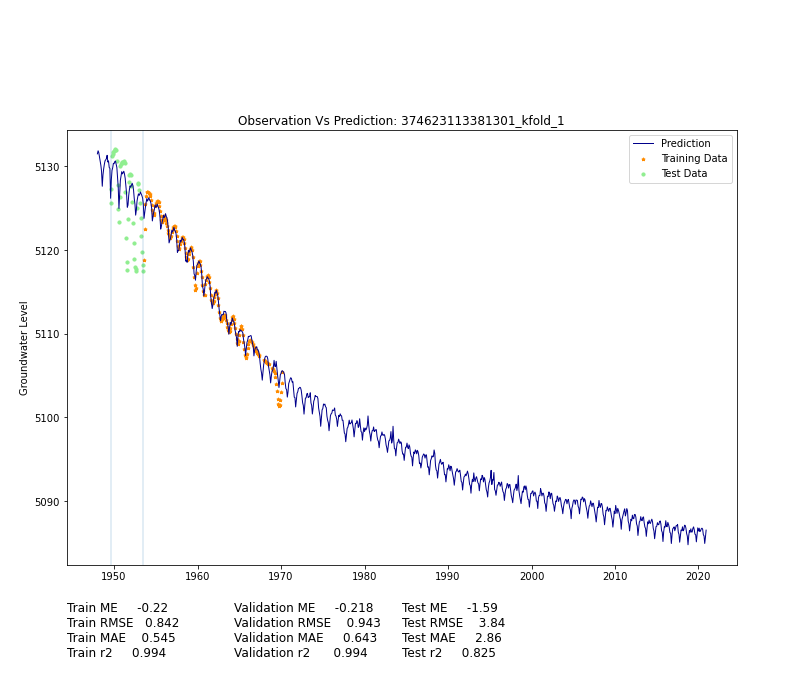 Observation Vs Prediction: 374623113381301_kfold_1
Prediction
Training Data
Test Data
Groundwater Level
5130
5120
5110
5100
5090
1950 1960 1970 1980 1990 2000 2010 2020
Train ME -0.22 Validation ME -0.218 Test ME -1.59
Train RMSE 0.842 Validation RMSE 0.943 Test RMSE 3.84
Train MAE 0.545 Validation MAE 0.643 Test MAE 2.86
Train r2 0.994 Validation r2 0.994 Test r2 0.825